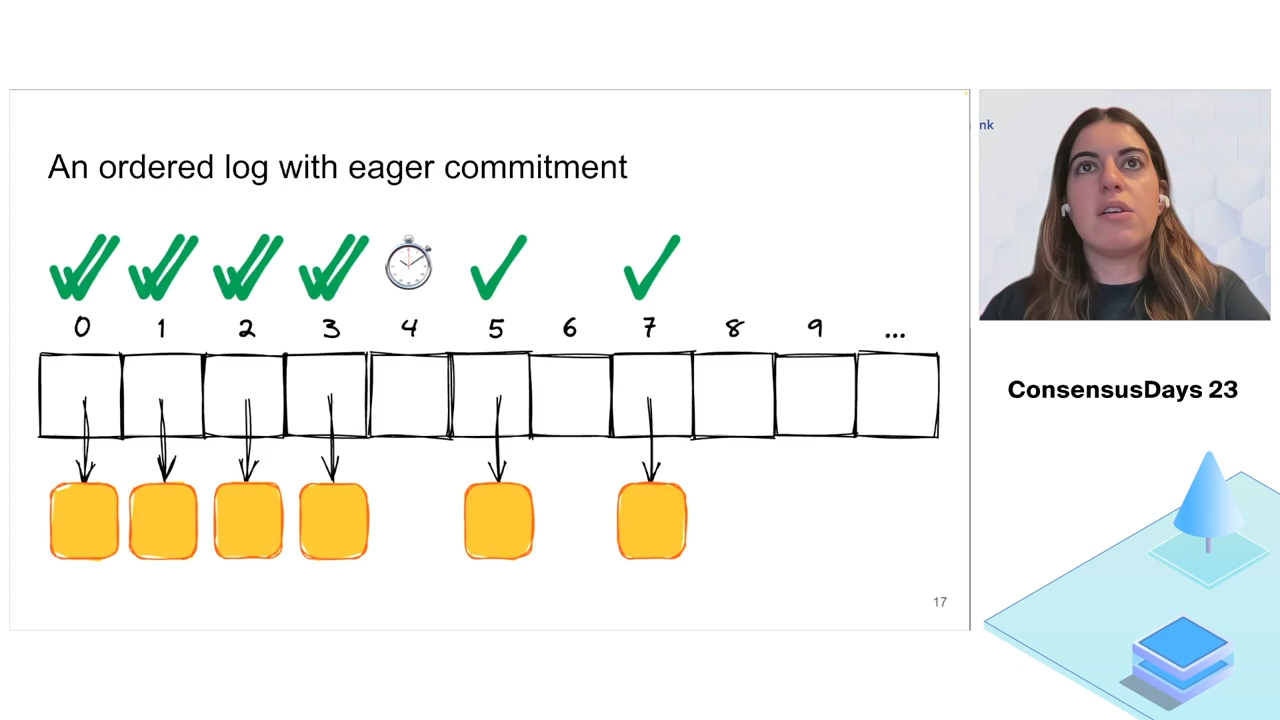 An ordered log with eager commitment
0 1 2 3 4 5 6 7 8 9 ...
17
nk
ConsensusDays 23